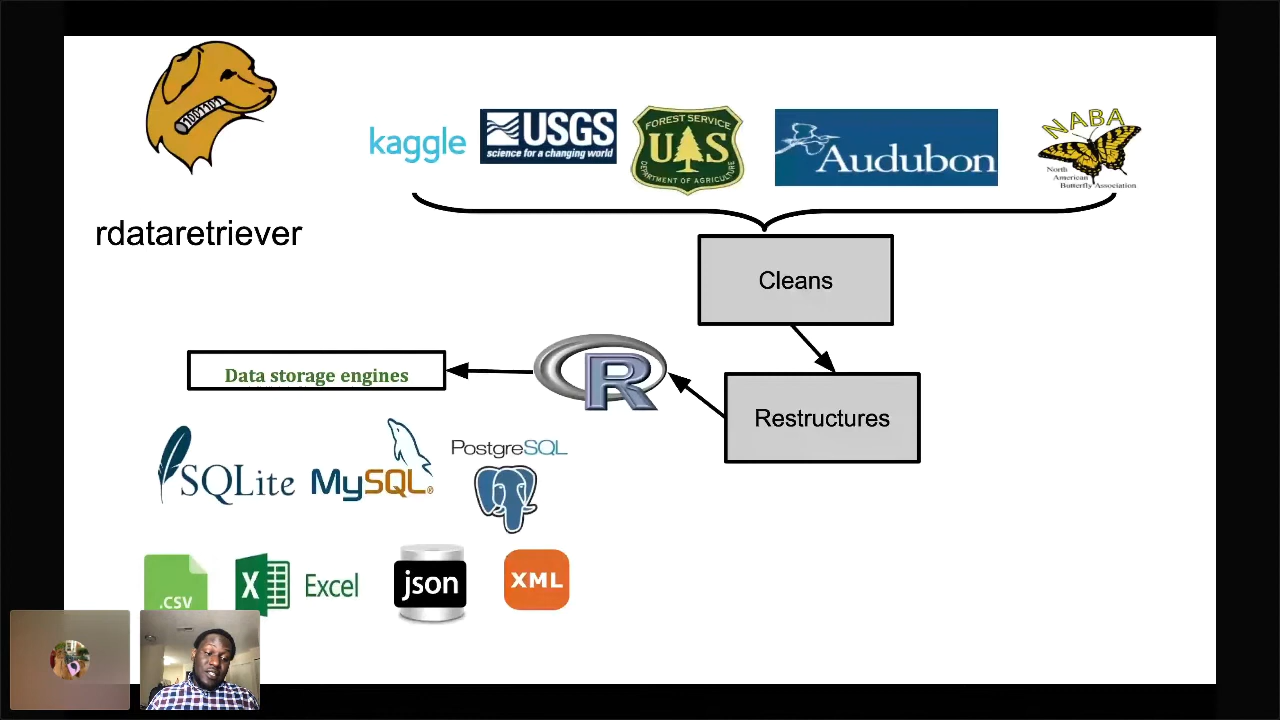 kaggle
USGS
science for a changing world
FOREST SERVICE
U S
DEPARTMENT OF AGRICULTURE
Audubon
NABA
North
American
Butterfly Association
rdataretriever
Cleans
Data storage engines
R
Restructures
SQLite
MySQL®
PostgreSQL
.CSV
X
Excel
json
XML